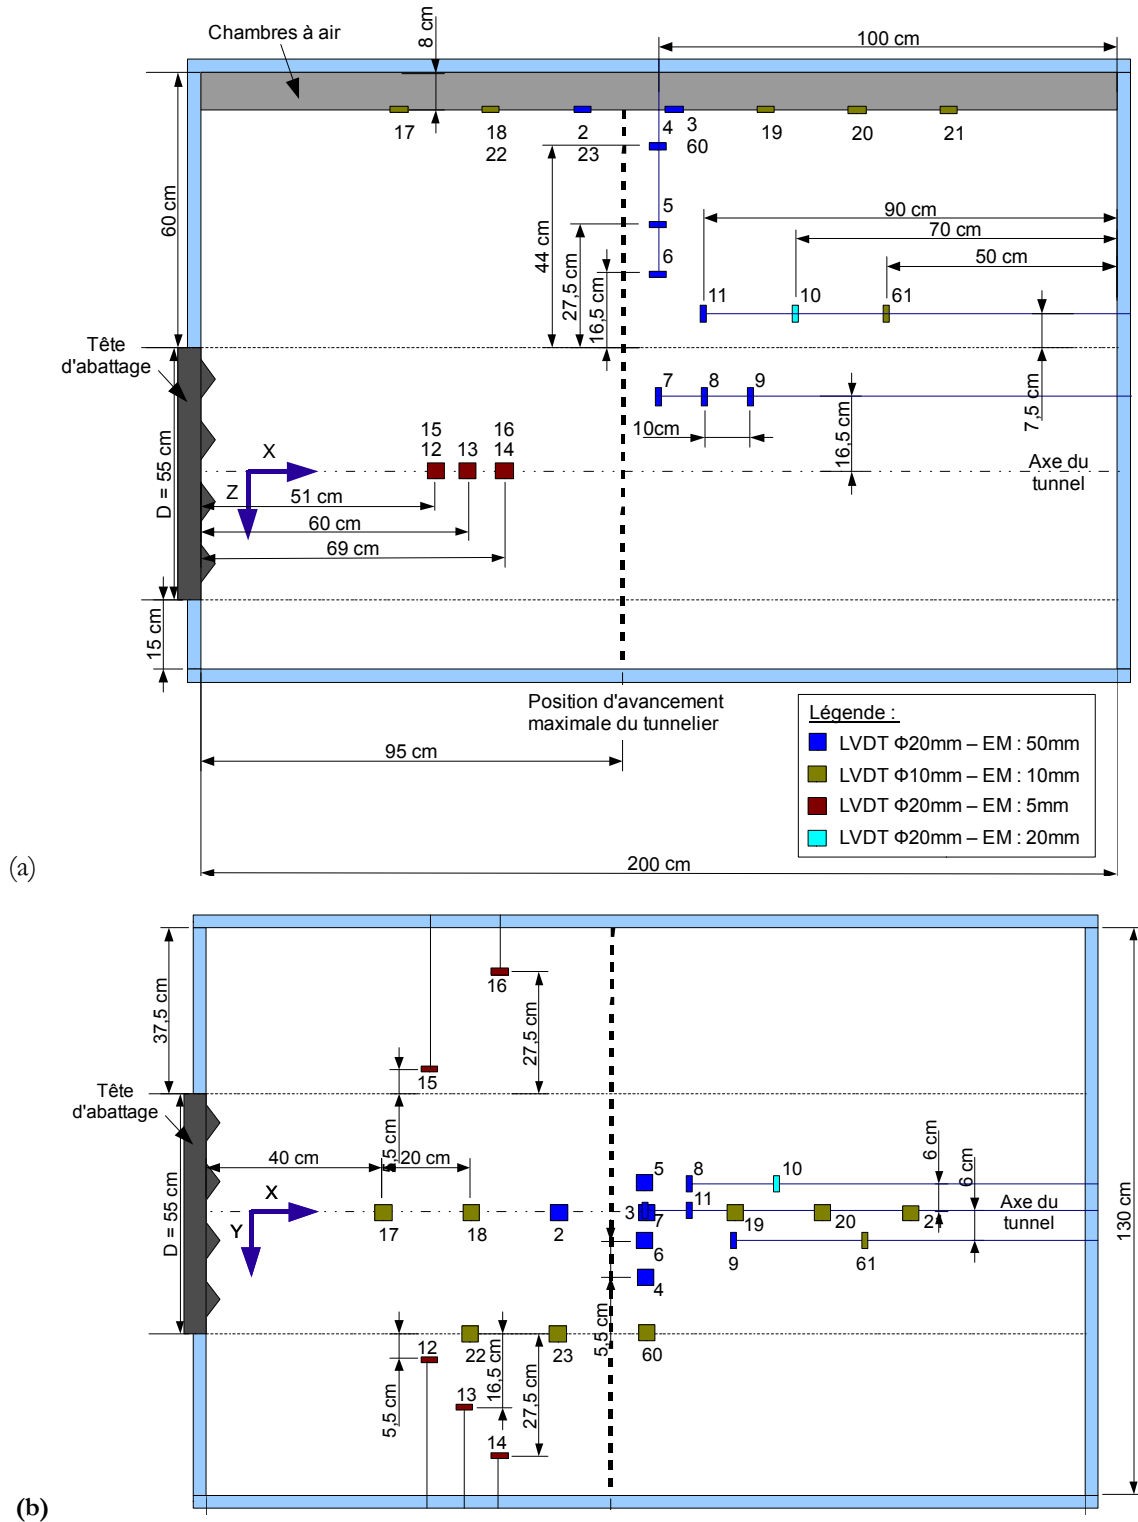 Chambres à air
8 cm
100 cm
17
18
22
2
23
4
3
60
19
20
21
60 cm
44 cm
27,5 cm
16,5 cm
5
6
90 cm
70 cm
50 cm
11
10
61
7,5 cm
Tête
d'abattage
7
8
9
10cm
16,5 cm
D = 55 cm
X
Z
15
12
13
16
14
Axe du
tunnel
51 cm
60 cm
69 cm
15 cm
Position d'avancement
maximale du tunnelier
95 cm
Légende :
LVDT Φ20mm – EM : 50mm
LVDT Φ10mm – EM : 10mm
LVDT Φ20mm – EM : 5mm
LVDT Φ20mm – EM : 20mm
200 cm
(a)
37,5 cm
16
27,5 cm
15
5,5 cm
Tête
d'abattage
40 cm
20 cm
X
Y
D = 55 cm
17
18
2
5
3
7
6
4
8
11
10
19
20
21
9
61
6 cm
6 cm
Axe du
tunnel
130 cm
5,5 cm
12
22
23
60
5,5 cm
13
16,5 cm
27,5 cm
14
(b)